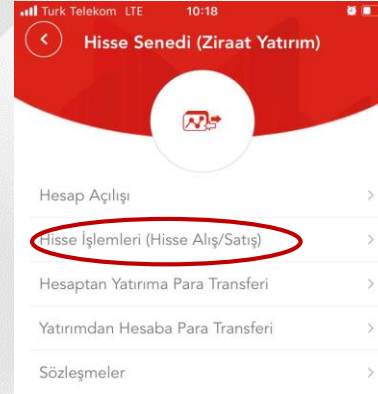 Turk Telekom LTE 10:18
Hisse Senedi (Ziraat Yatırım)
Hesap Açılışı
Hisse İşlemleri (Hisse Alış/Satış)
Hesaptan Yatırıma Para Transferi
Yatırımdan Hesaba Para Transferi
Sözleşmeler